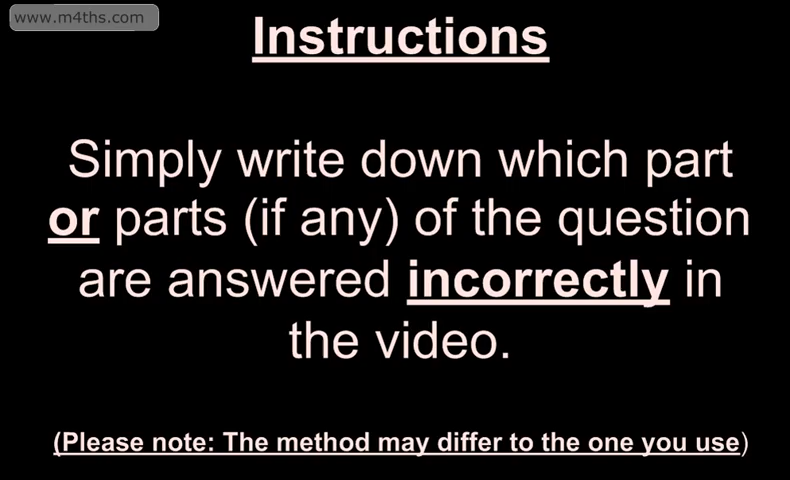 www.m4ths.com
Instructions
Simply write down which part
or parts (if any) of the question
are answered incorrectly in
the video.
(Please note: The method may differ to the one you use)